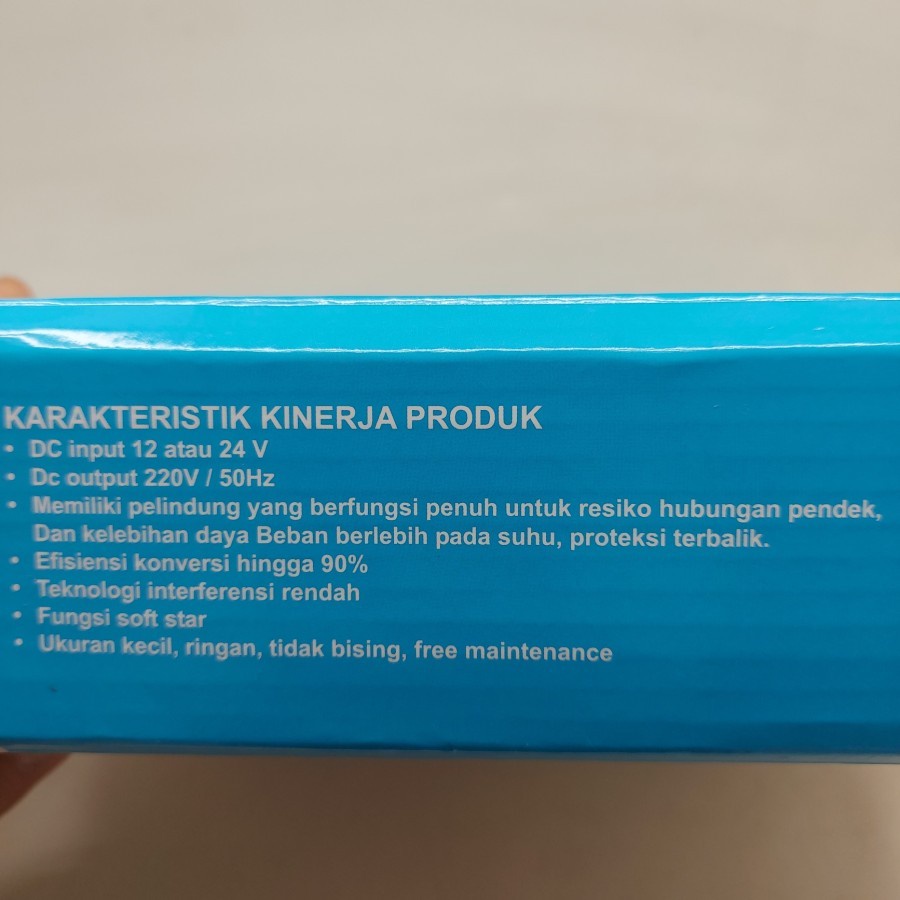 KARAKTERISTIK KINERJA PRODUK
• DC input 12 atau 24 V
• Dc output 220V / 50Hz
• Memiliki pelindung yang berfungsi penuh untuk resiko hubungan pendek,
Dan kelebihan daya Beban berlebih pada suhu, proteksi terbalik.
• Efisiensi konversi hingga 90%
• Teknologi interferensi rendah
• Fungsi soft star
• Ukuran kecil, ringan, tidak bising, free maintenance